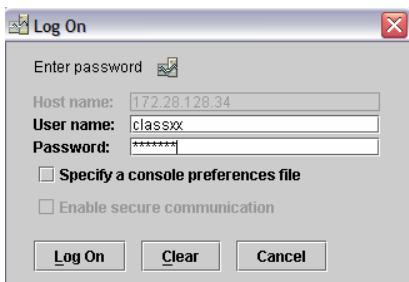 Log On
Enter password
Host name: 172.28.128.34
User name: classxx
Password: *******
Specify a console preferences file
Enable secure communication
Log On Clear Cancel